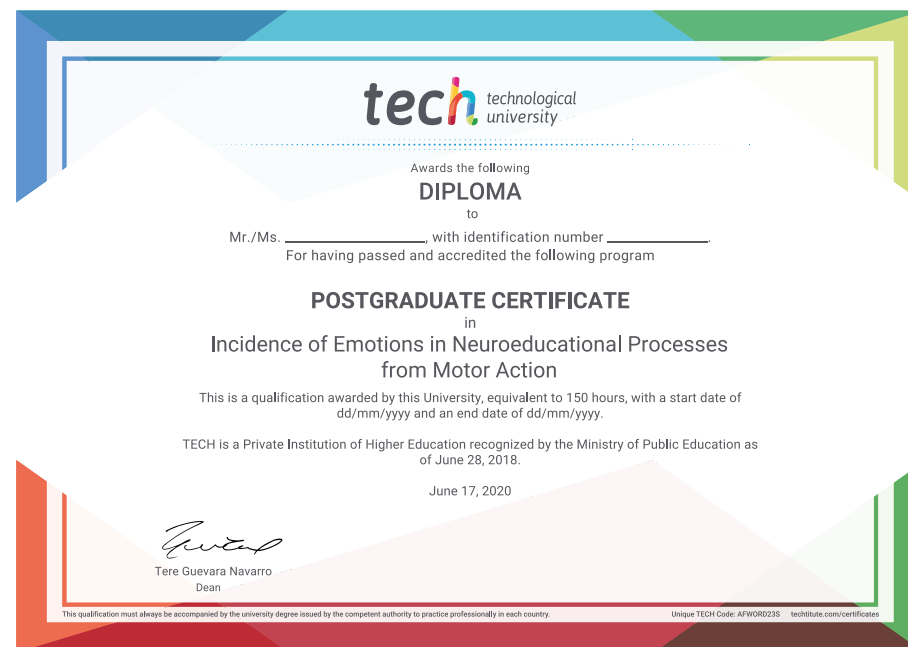 tech technological
university
Awards the following
DIPLOMA
to
Mr./Ms. ____________________, with identification number ______________.
For having passed and accredited the following program
POSTGRADUATE CERTIFICATE
in
Incidence of Emotions in Neuroeducational Processes
from Motor Action
This is a qualification awarded by this University, equivalent to 150 hours, with a start date of
dd/mm/yyyy and an end date of dd/mm/yyyy.
TECH is a Private Institution of Higher Education recognized by the Ministry of Public Education as
of June 28, 2018.
June 17, 2020
Tere Guevara Navarro
Dean
This qualification must always be accompanied by the university degree issued by the competent authority to practice professionally in each country. Unique TECH Code: AFWORD23S techtitute.com/certificates